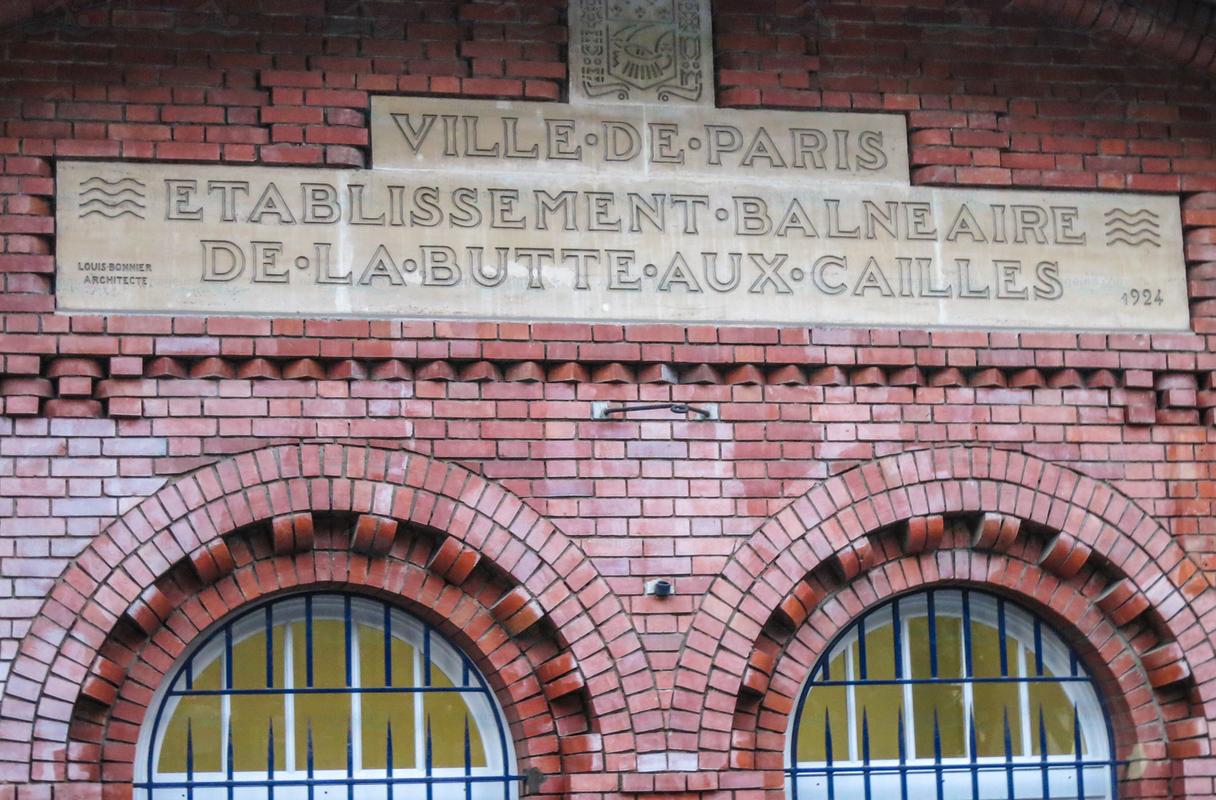 VILLE·DE·PARIS
ETABLISSEMENT·BALNEAIRE
DE·LA·BUTTE·AUX·CAILLES
LOUIS·BONNIER
ARCHITECTE
1924